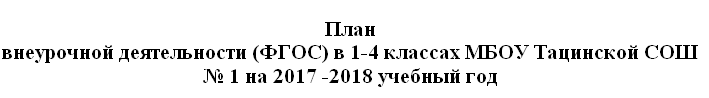 План
внеурочной деятельности (ФГОС) в 1-4 классах МБОУ Тацинской СОШ
№ 1 на 2017 -2018 учебный год